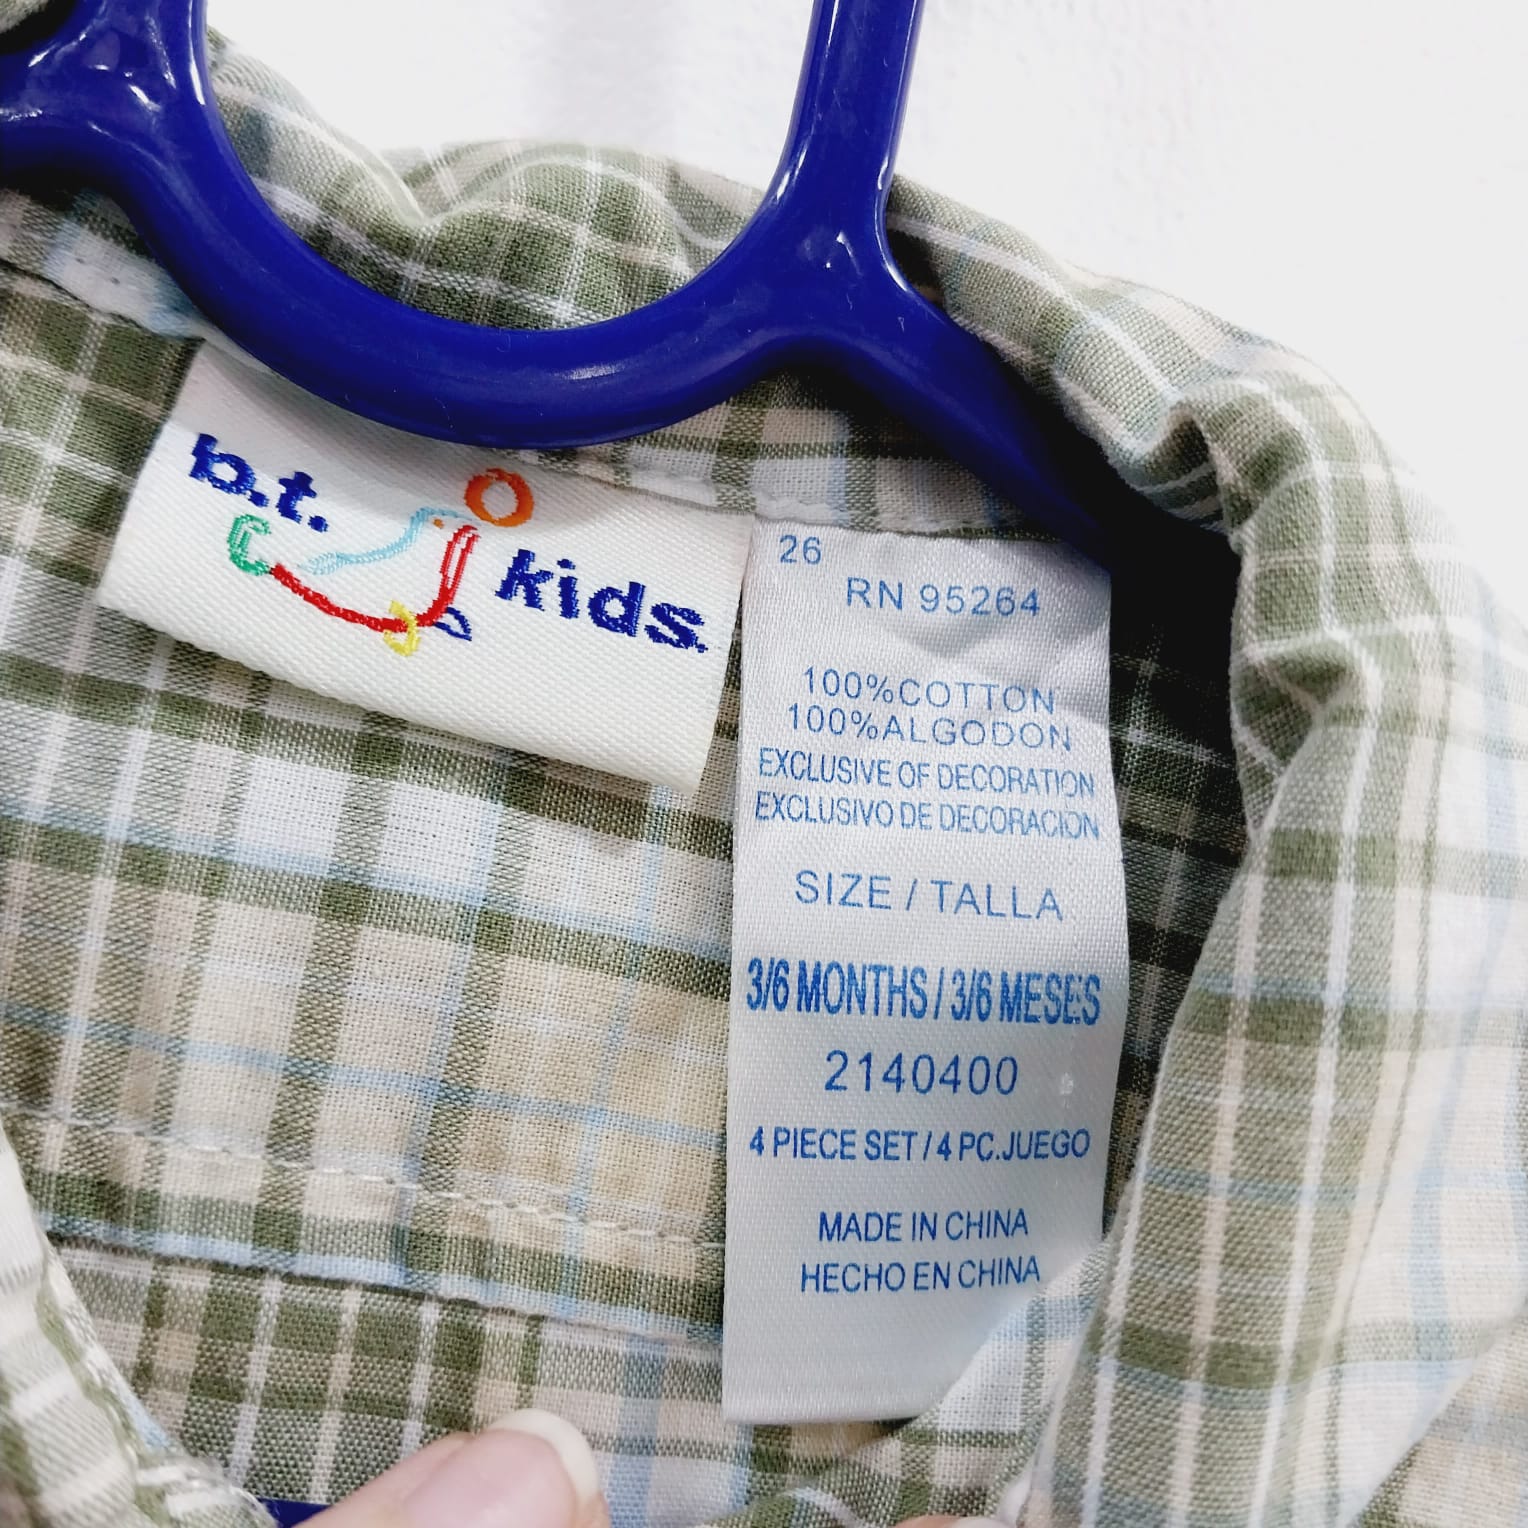 b.t.
kids.
26
RN 95264
100%COTTON
100%ALGODON
EXCLUSIVE OF DECORATION
EXCLUSIVO DE DECORACION
SIZE / TALLA
3/6 MONTHS / 3/6 MESES
2140400
4 PIECE SET / 4 PC.JUEGO
MADE IN CHINA
HECHO EN CHINA